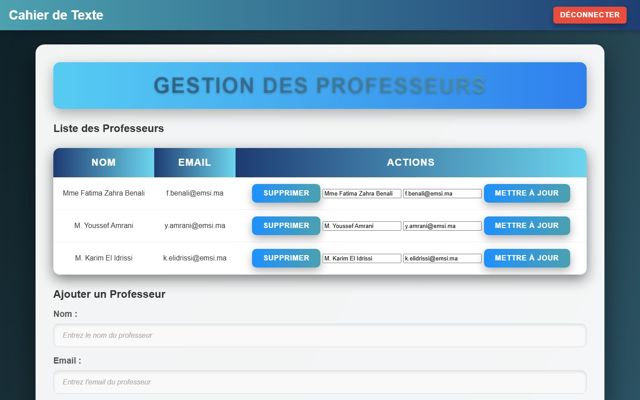 Cahier de Texte
DÉCONNECTER
GESTION DES PROFESSEURS
Liste des Professeurs
NOM EMAIL ACTIONS
Mme Fatima Zahra Benali f.benali@emsi.ma SUPPRIMER Mme Fatima Zahra Benali f.benali@emsi.ma METTRE À JOUR
M. Youssef Amrani y.amrani@emsi.ma SUPPRIMER M. Youssef Amrani y.amrani@emsi.ma METTRE À JOUR
M. Karim El Idrissi k.elidrissi@emsi.ma SUPPRIMER M. Karim El Idrissi k.elidrissi@emsi.ma METTRE À JOUR
Ajouter un Professeur
Nom :
Entrez le nom du professeur
Email :
Entrez l'email du professeur